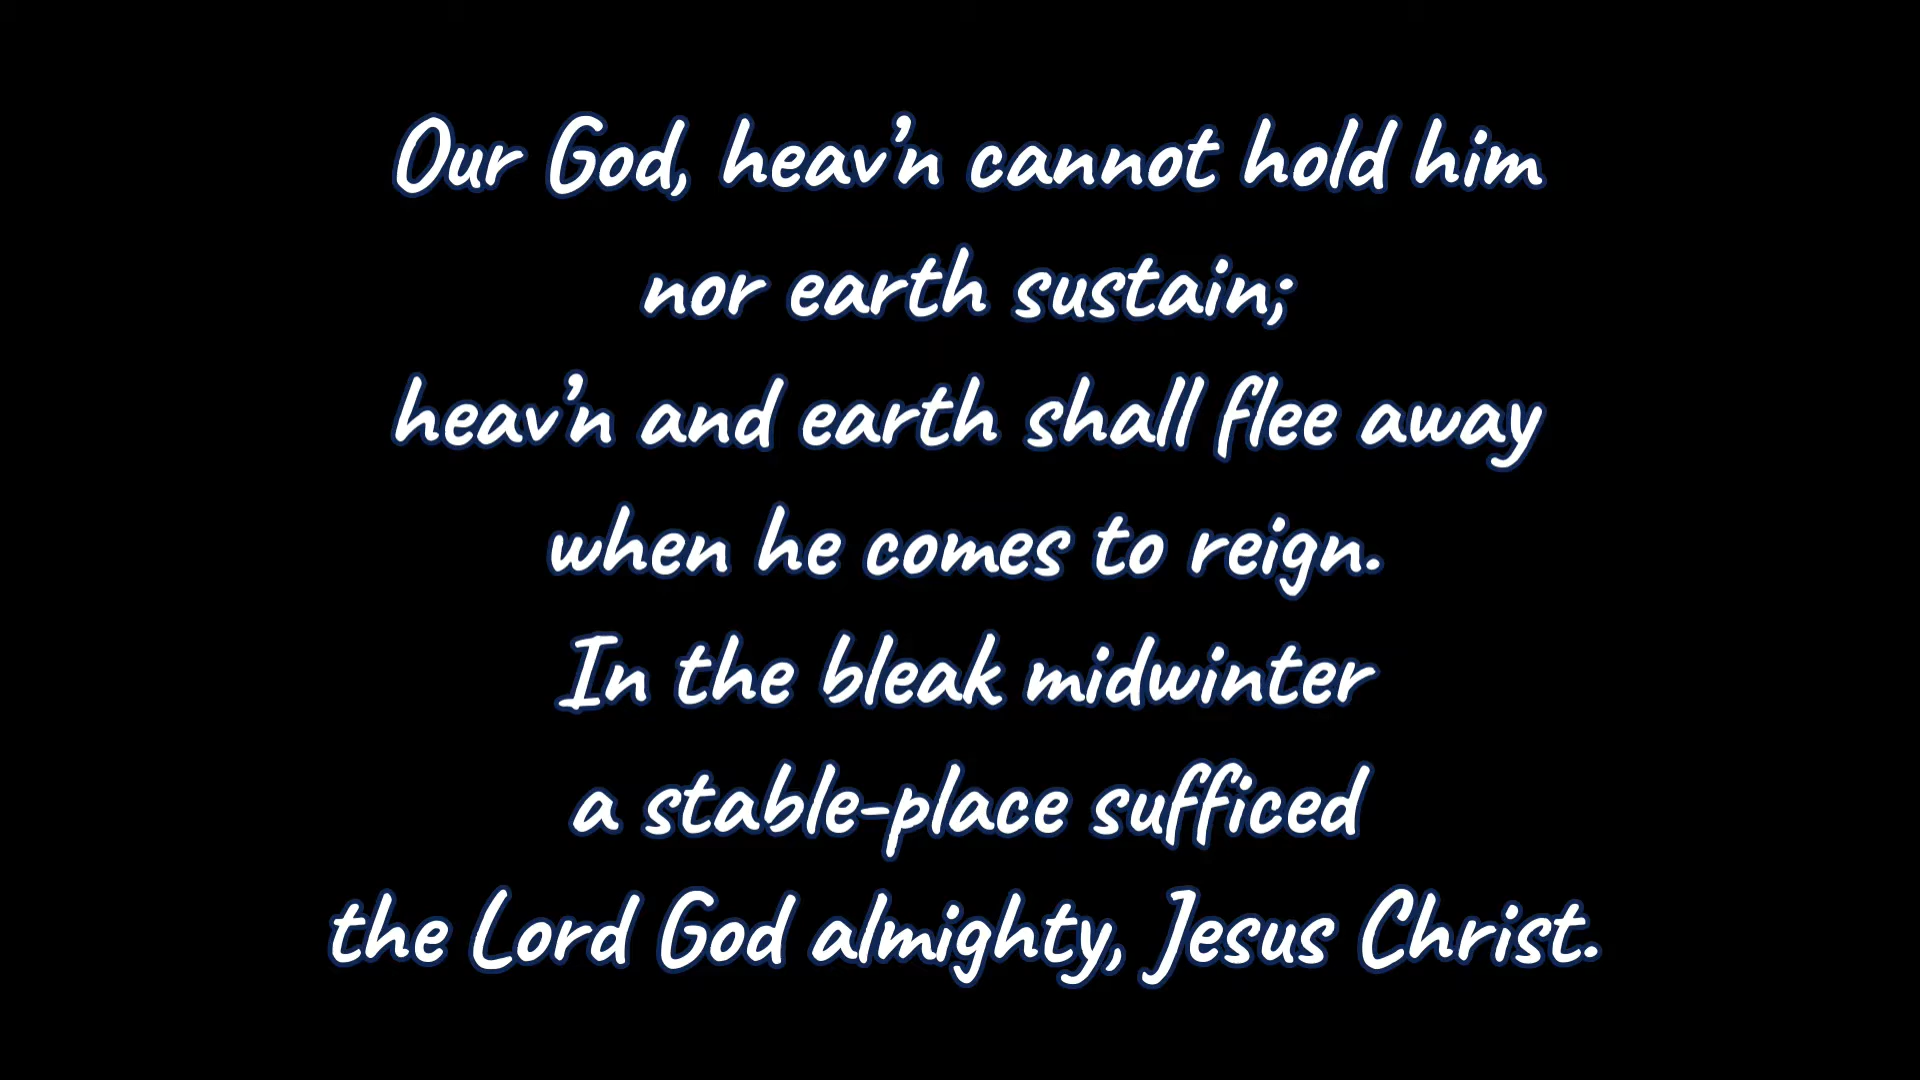 Our God, heav’n cannot hold him
nor earth sustain;
heav’n and earth shall flee away
when he comes to reign.
In the bleak midwinter
a stable-place sufficed
the Lord God almighty, Jesus Christ.